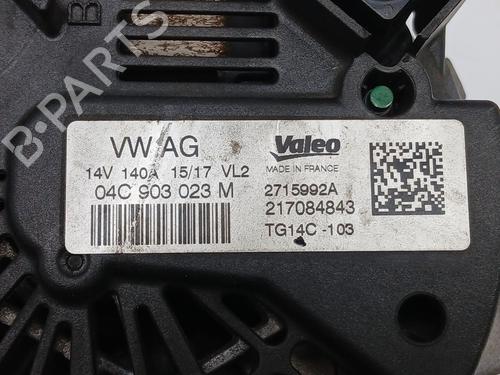 B
B-PARTS
VW AG
14V 140A 15/17 VL2
04C 903 023 M
Valeo
MADE IN FRANCE
2715992A
217084843
TG14C -103